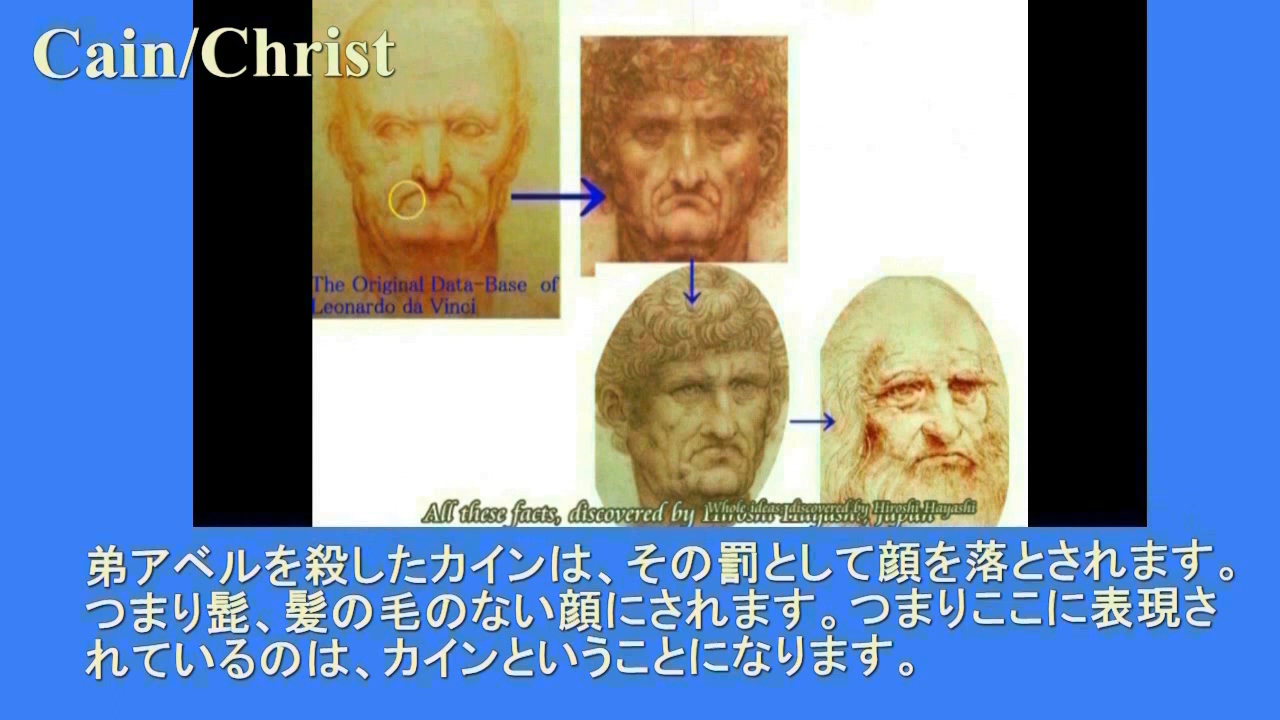 Cain/Christ
The Original Data-Base of
Leonardo da Vinci
All these facts, discovered by Hiroshi Hayashi, Japan
Whole ideas discovered by Hiroshi Hayashi
弟アベルを殺したカインは、その罰として顔を落とされます。
つまり髭、髪の毛のない顔にされます。つまりここに表現さ
れているのは、カインということになります。